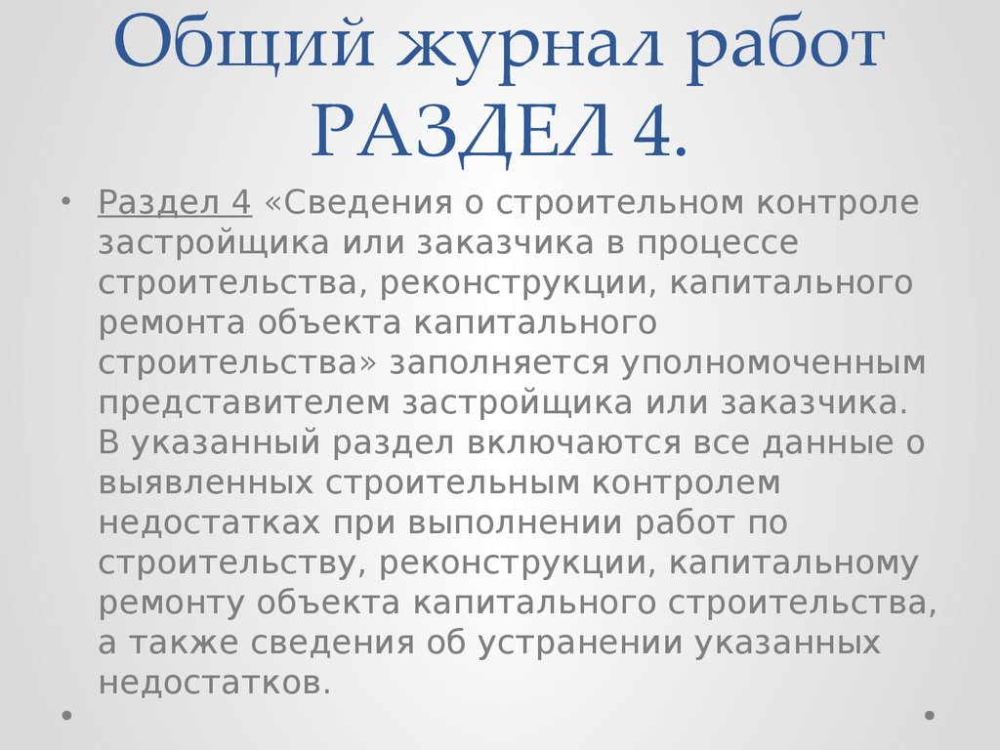 Общий журнал работ
РАЗДЕЛ 4.
• Раздел 4 «Сведения о строительном контроле
застройщика или заказчика в процессе
строительства, реконструкции, капитального
ремонта объекта капитального
строительства» заполняется уполномоченным
представителем застройщика или заказчика.
В указанный раздел включаются все данные о
выявленных строительным контролем
недостатках при выполнении работ по
строительству, реконструкции, капитальному
ремонту объекта капитального строительства,
а также сведения об устранении указанных
недостатков.